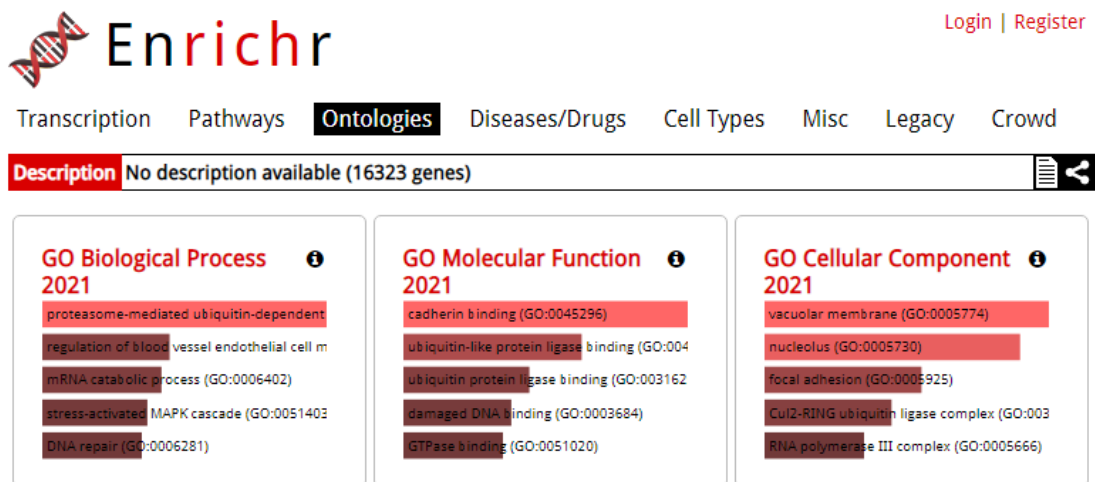 Enrichr
Login | Register
Transcription Pathways Ontologies Diseases/Drugs Cell Types Misc Legacy Crowd
Description No description available (16323 genes)
GO Biological Process
2021
proteasome-mediated ubiquitin-dependent
regulation of blood vessel endothelial cell m
mRNA catabolic process (GO:0006402)
stress-activated MAPK cascade (GO:0051403
DNA repair (GO:0006281)
GO Molecular Function
2021
cadherin binding (GO:0045296)
ubiquitin-like protein ligase binding (GO:004
ubiquitin protein ligase binding (GO:003162
damaged DNA binding (GO:0003684)
GTPase binding (GO:0051020)
GO Cellular Component
2021
vacuolar membrane (GO:0005774)
nucleolus (GO:0005730)
focal adhesion (GO:0005925)
Cul2-RING ubiquitin ligase complex (GO:003
RNA polymerase III complex (GO:0005666)